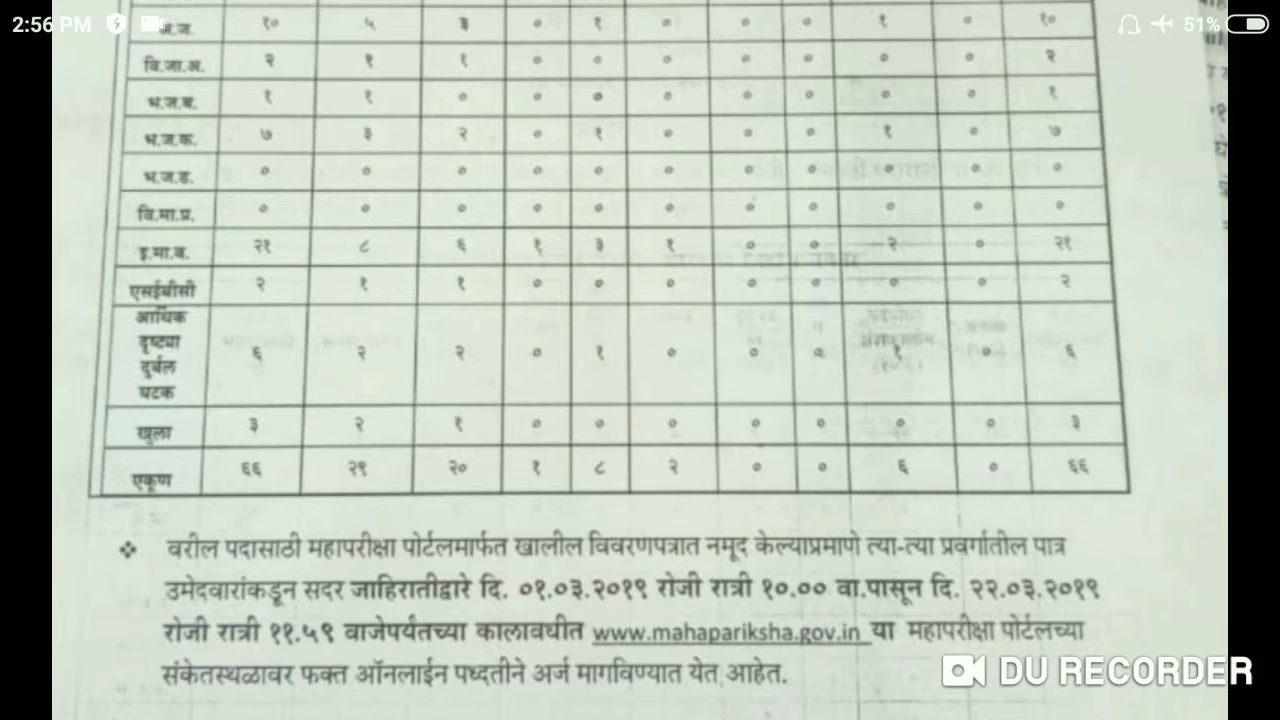 2:56 PM 51%
अ.ज. १० ५ ३ ० १ ० ० ० १ ० १०
वि.जा.अ. २ १ १ ० ० ० ० ० ० ० २
भ.ज.ब. १ १ ० ० ० ० ० ० ० ० १
भ.ज.क. ७ ३ २ ० १ ० ० ० १ ० ७
भ.ज.ड. ० ० ० ० ० ० ० ० ० ० ०
वि.मा.प्र. ० ० ० ० ० ० ० ० ० ० ०
इ.मा.व. २१ ८ ६ १ ३ १ ० ० २ ० २१
एसईबीसी २ १ १ ० ० ० ० ० ० ० २
आर्थिक
दृष्ट्या
दुर्बल
घटक ६ २ २ ० १ ० ० ० १ ० ६
खुला ३ २ १ ० ० ० ० ० ० ० ३
एकूण ६६ २९ २० १ ८ २ ० ० ६ ० ६६
❖ वरील पदासाठी महापरीक्षा पोर्टलमार्फत खालील विवरणपत्रात नमूद केल्याप्रमाणे त्या-त्या प्रवर्गातील पात्र
उमेदवारांकडून सदर जाहिरातीद्वारे दि. ०१.०३.२०१९ रोजी रात्री १०.०० वा.पासून दि. २२.०३.२०१९
रोजी रात्री ११.५९ वाजेपर्यंतच्या कालावधीत www.mahapariksha.gov.in या महापरीक्षा पोर्टलच्या
संकेतस्थळावर फक्त ऑनलाईन पध्दतीने अर्ज मागविण्यात येत आहेत.
DU RECORDER